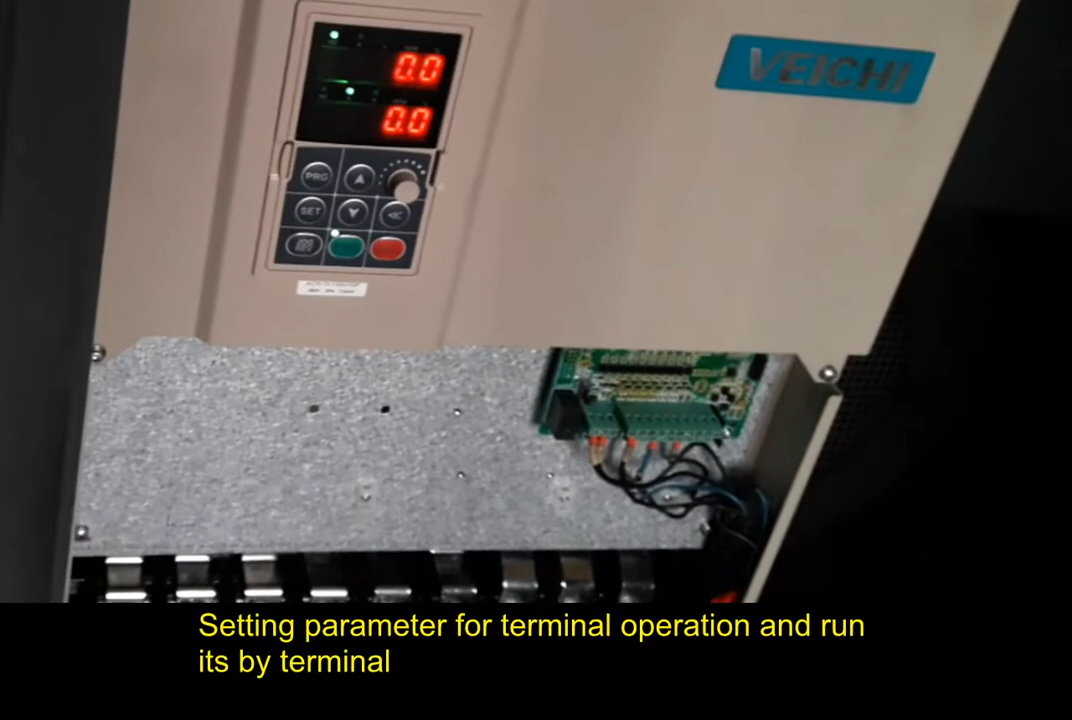 0.0
0.0
VEICHI
PRG
SET
Setting parameter for terminal operation and run
its by terminal